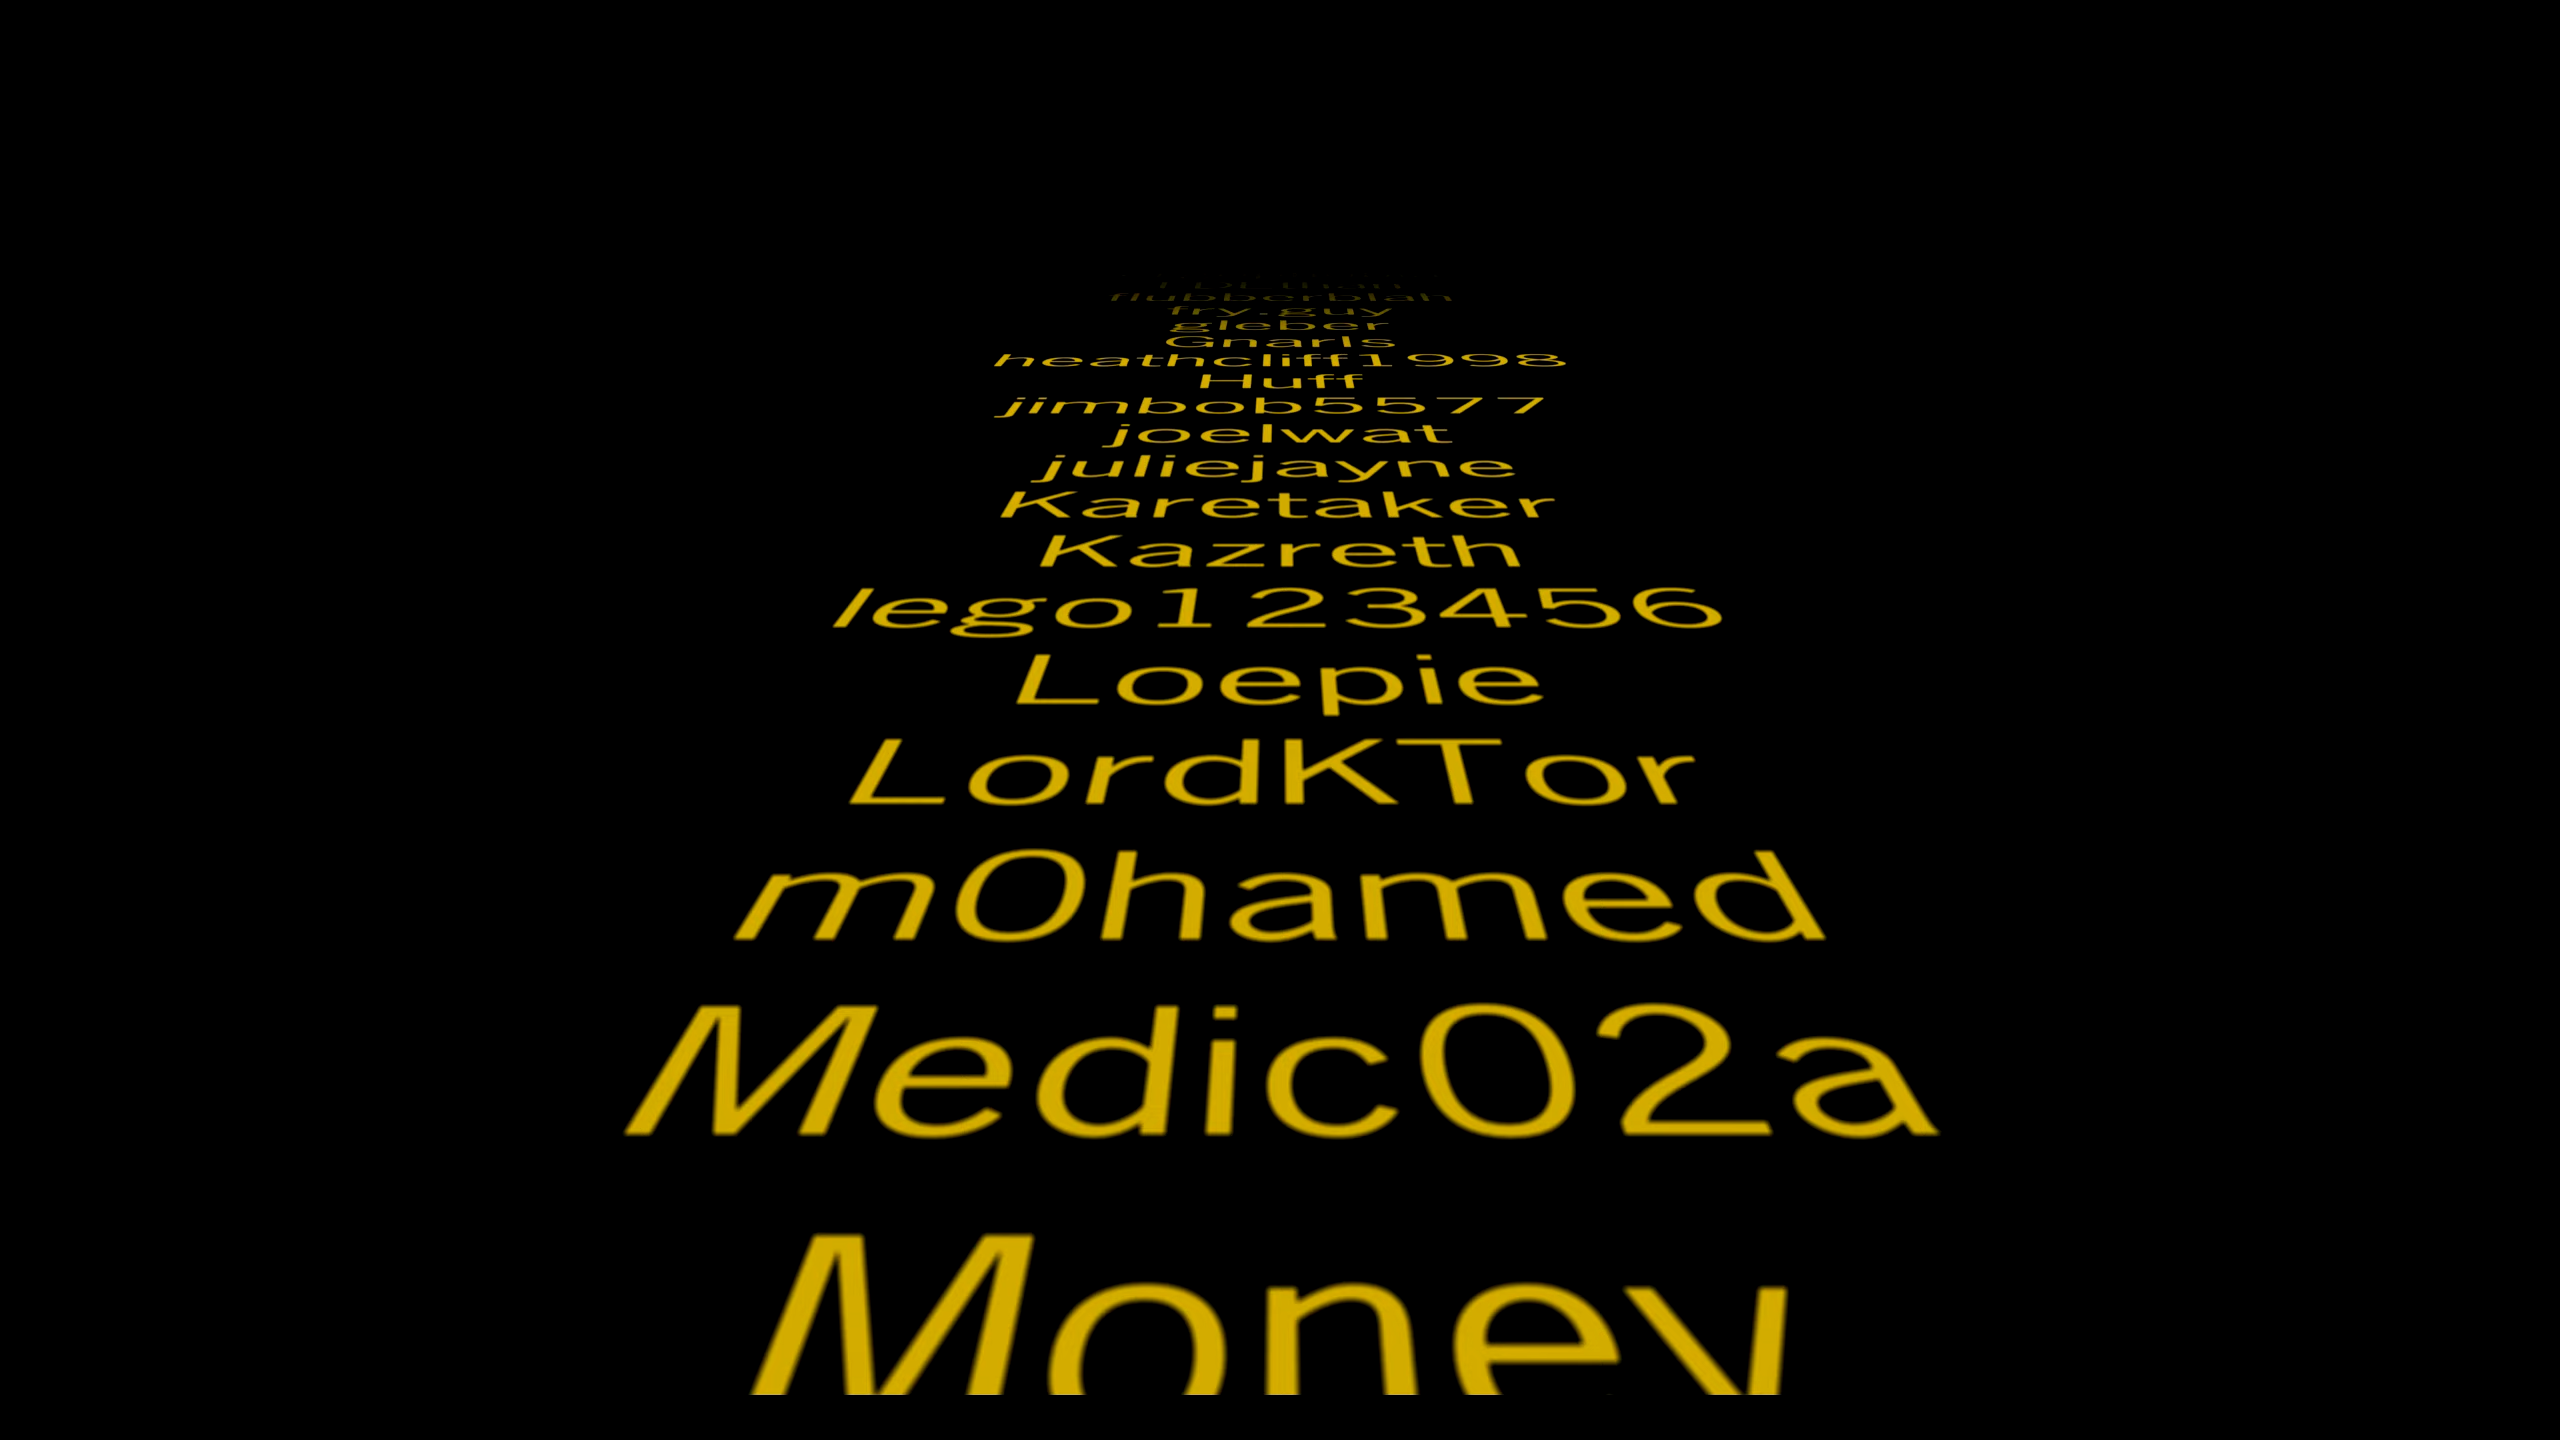 flubberblah
fry.guy
gleber
Gnarls
heathcliff1998
Huff
jimbob5577
joelwat
juliejayne
Karetaker
Kazreth
lego123456
Loepie
LordKTor
m0hamed
Medic02a
Money